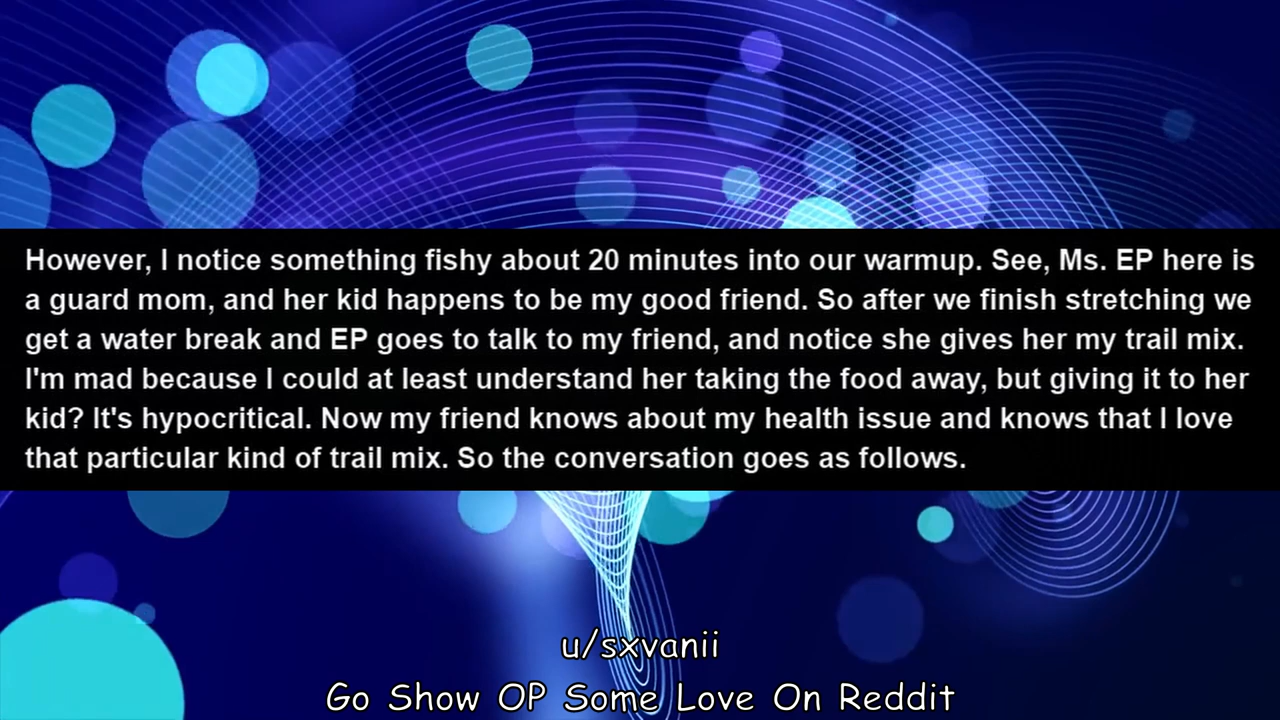 However, I notice something fishy about 20 minutes into our warmup. See, Ms. EP here is
a guard mom, and her kid happens to be my good friend. So after we finish stretching we
get a water break and EP goes to talk to my friend, and notice she gives her my trail mix.
I'm mad because I could at least understand her taking the food away, but giving it to her
kid? It's hypocritical. Now my friend knows about my health issue and knows that I love
that particular kind of trail mix. So the conversation goes as follows.
u/sxvanii
Go Show OP Some Love On Reddit